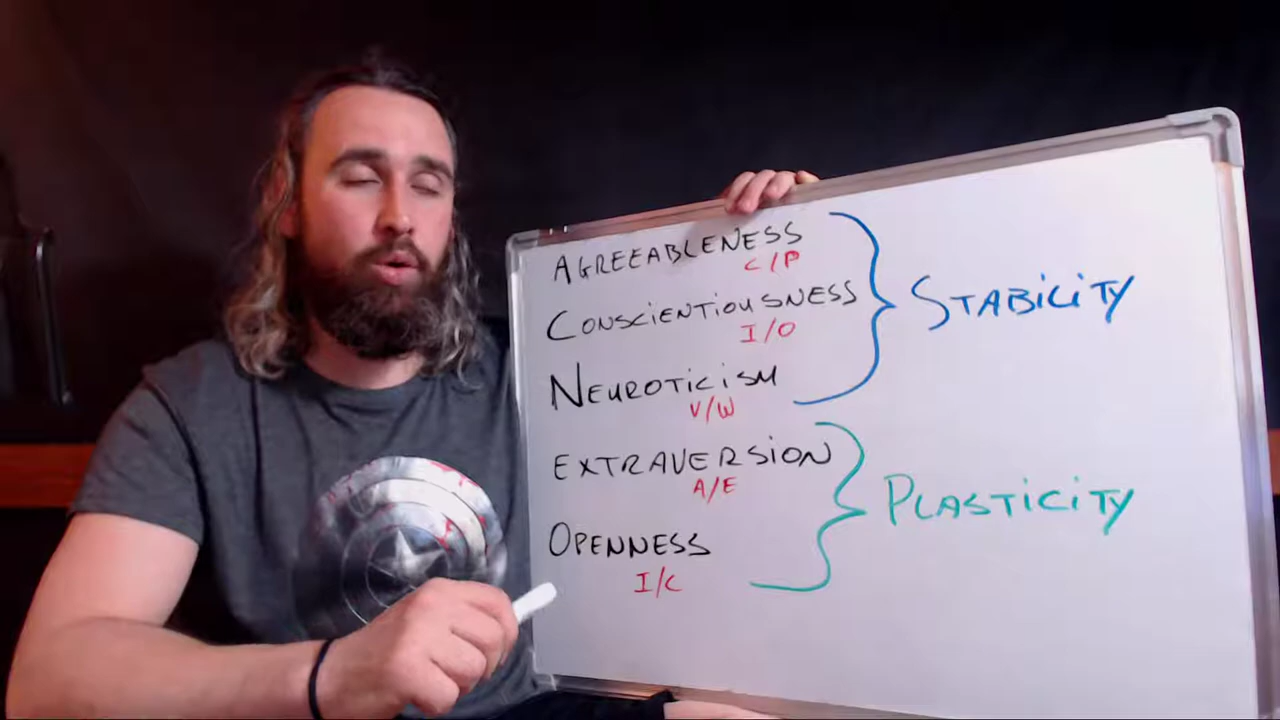 AGREEABLENESS
C/P
CONSCIENTIOUSNESS
I/O
STABILITY
NEUROTICISM
V/W
EXTRAVERSION
A/E
PLASTICITY
OPENNESS
I/C